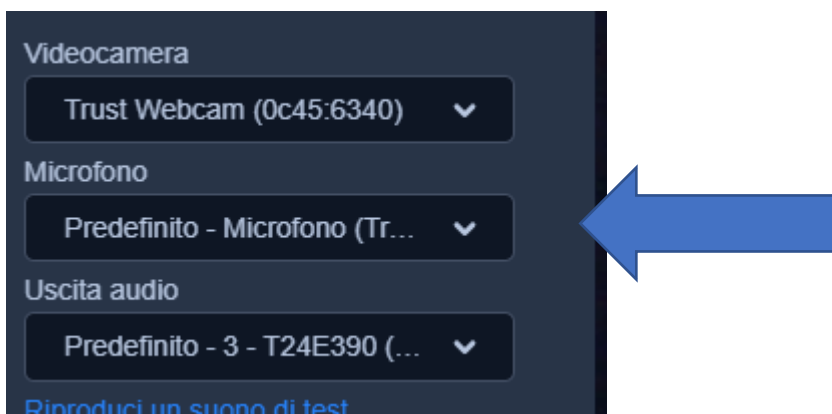 Videocamera
Trust Webcam (0c45:6340)
Microfono
Predefinito - Microfono (Tr...
Uscita audio
Predefinito - 3 - T24E390 (...
Riproduci un suono di test